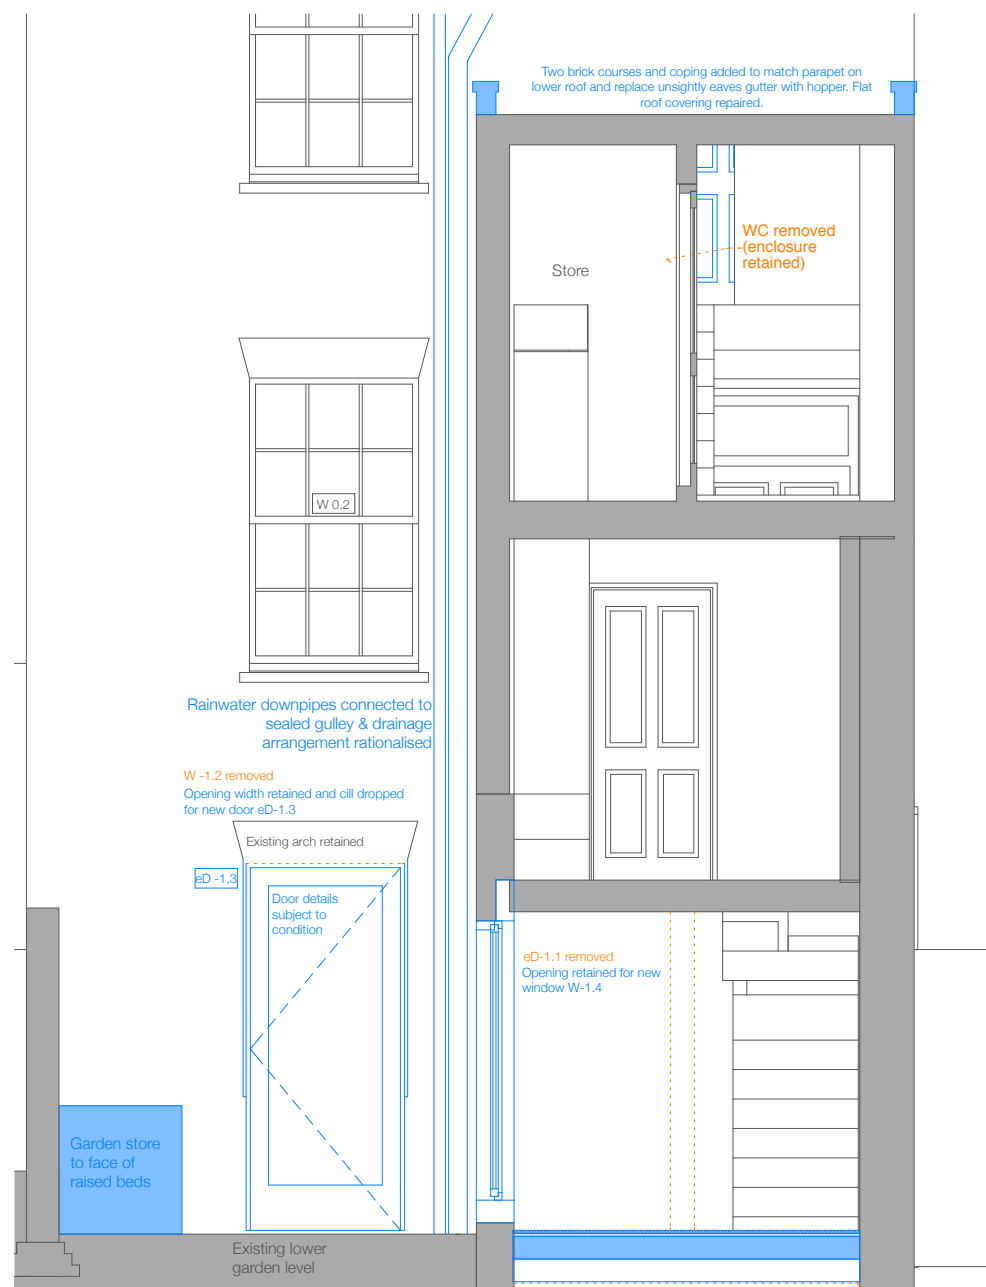 Two brick courses and coping added to match parapet on
lower roof and replace unsightly eaves gutter with hopper. Flat
roof covering repaired.
WC removed
(enclosure
retained)
Store
W 0.2
Rainwater downpipes connected to
sealed gulley & drainage
arrangement rationalised
W -1.2 removed
Opening width retained and cill dropped
for new door eD-1.3
Existing arch retained
eD -1.3
Door details
subject to
condition
eD-1.1 removed
Opening retained for new
window W-1.4
Garden store
to face of
raised beds
Existing lower
garden level